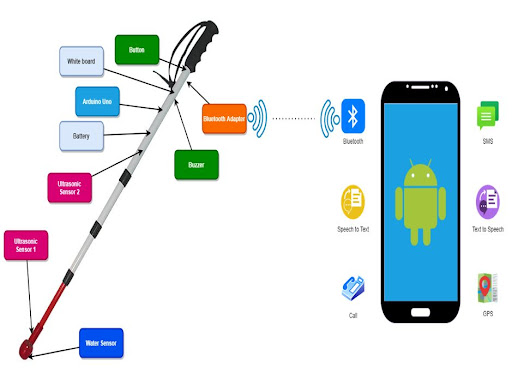 Button
White board
Arduino Uno
Battery
Bluetooth Adapter
Buzzer
Ultrasonic
Sensor 2
Ultrasonic
Sensor 1
Water Sensor
Bluetooth
SMS
Speech to Text
Text to Speech
Call
GPS